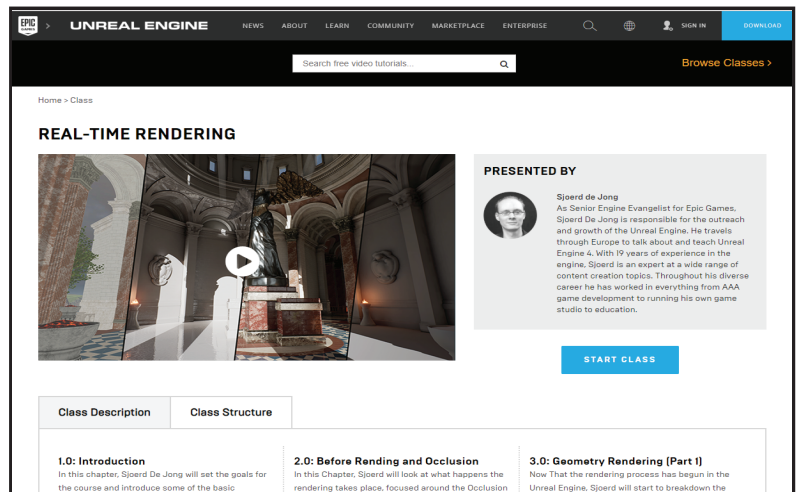 EPIC GAMES > UNREAL ENGINE NEWS ABOUT LEARN COMMUNITY MARKETPLACE ENTERPRISE SIGN IN DOWNLOAD
Search free video tutorials... Browse Classes >
Home > Class
REAL-TIME RENDERING
PRESENTED BY
Sjoerd de Jong
As Senior Engine Evangelist for Epic Games,
Sjoerd De Jong is responsible for the outreach
and growth of the Unreal Engine. He travels
through Europe to talk about and teach Unreal
Engine 4. With 19 years of experience in the
engine, Sjoerd is an expert at a wide range of
content creation topics. Throughout his diverse
career he has worked in everything from AAA
game development to running his own game
studio to education.
START CLASS
Class Description Class Structure
1.0: Introduction
In this chapter, Sjoerd De Jong will set the goals for
the course and introduce some of the basic
2.0: Before Rending and Occlusion
In this Chapter, Sjoerd will look at what happens the
rendering takes place, focused around the Occlusion
3.0: Geometry Rendering (Part 1)
Now That the rendering process has begun in the
Unreal Engine, Sjoerd will start to breakdown the